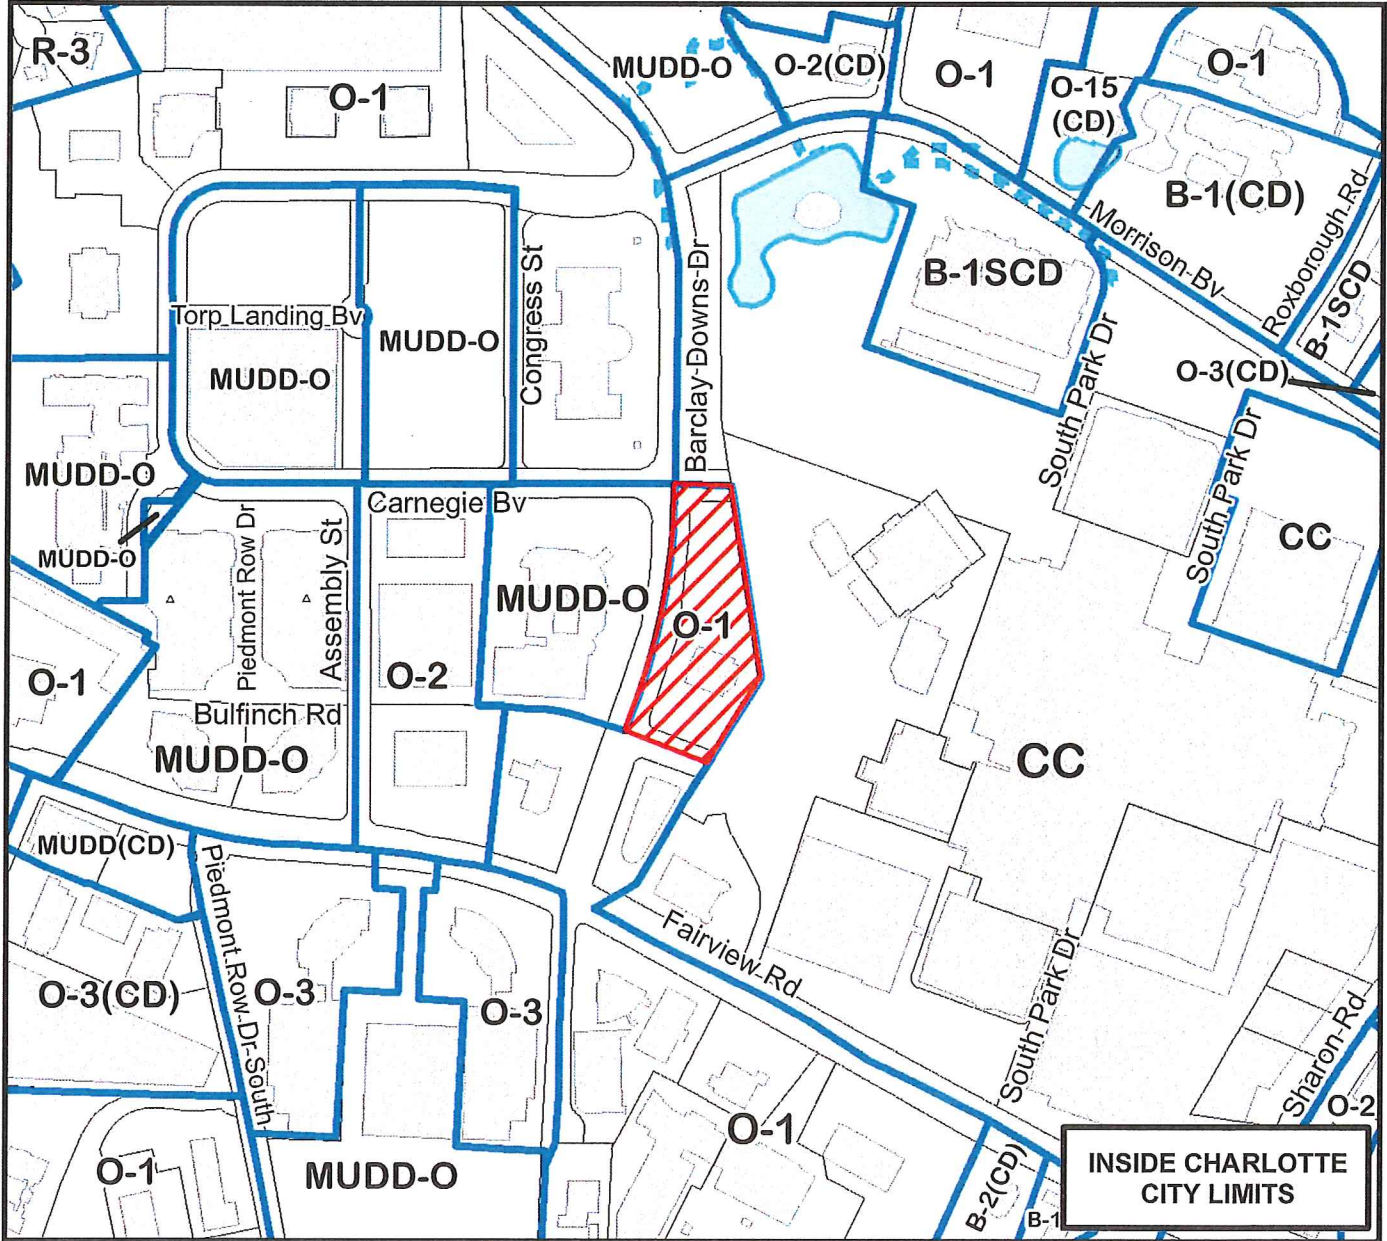 R-3
O-1
MUDD-O
O-2(CD)
O-1
O-15
(CD)
O-1
B-1(CD)
Morrison Bv
Roxborough Rd
B-1SCD
B-1SCD
O-3(CD)
Torp Landing Bv
MUDD-O
MUDD-O
Congress St
Barclay Downs Dr
South Park Dr
South Park Dr
CC
MUDD-O
MUDD-O
Carnegie Bv
Piedmont Row Dr
Assembly St
MUDD-O
O-1
O-2
O-1
Bulfinch Rd
MUDD-O
CC
MUDD(CD)
Piedmont Row Dr South
O-3(CD)
O-3
O-3
Fairview Rd
South Park Dr
Sharon Rd
O-2
O-1
O-1
MUDD-O
B-2(CD)
B-1
INSIDE CHARLOTTE
CITY LIMITS